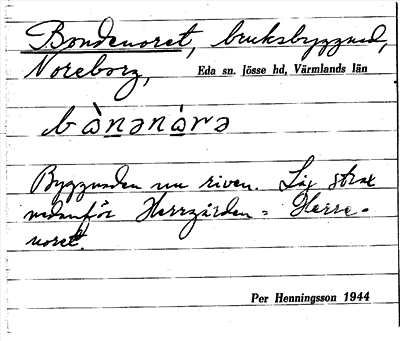 Bondenoret, bruksbyggnad,
Noreborg, Eda sn. Jösse hd, Värmlands län
bànənàrə
Byggnaden nu riven. Låg strax
nedanför Herrgården = Herre-
noret.
Per Henningsson 1944